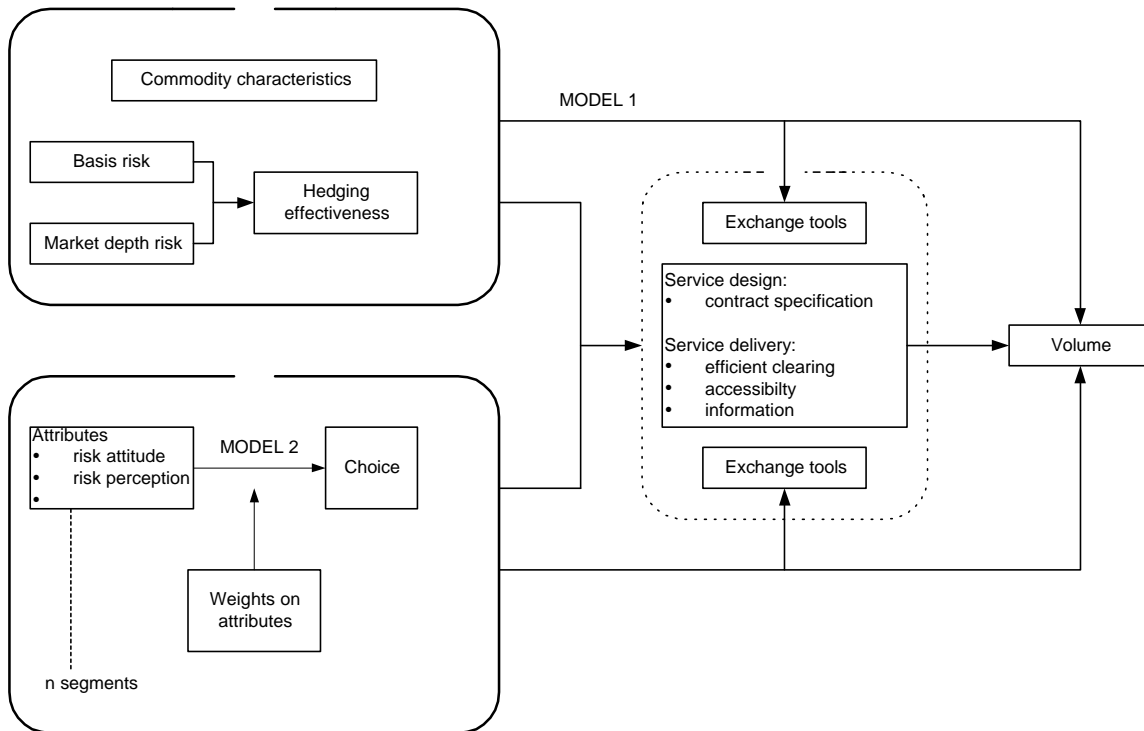 Commodity characteristics
MODEL 1
Basis risk
Hedging
effectiveness
Market depth risk
Exchange tools
Service design:
• contract specification
Service delivery:
• efficient clearing
• accessibilty
• information
Volume
Attributes
• risk attitude
• risk perception
•
MODEL 2
Choice
Exchange tools
Weights on
attributes
n segments